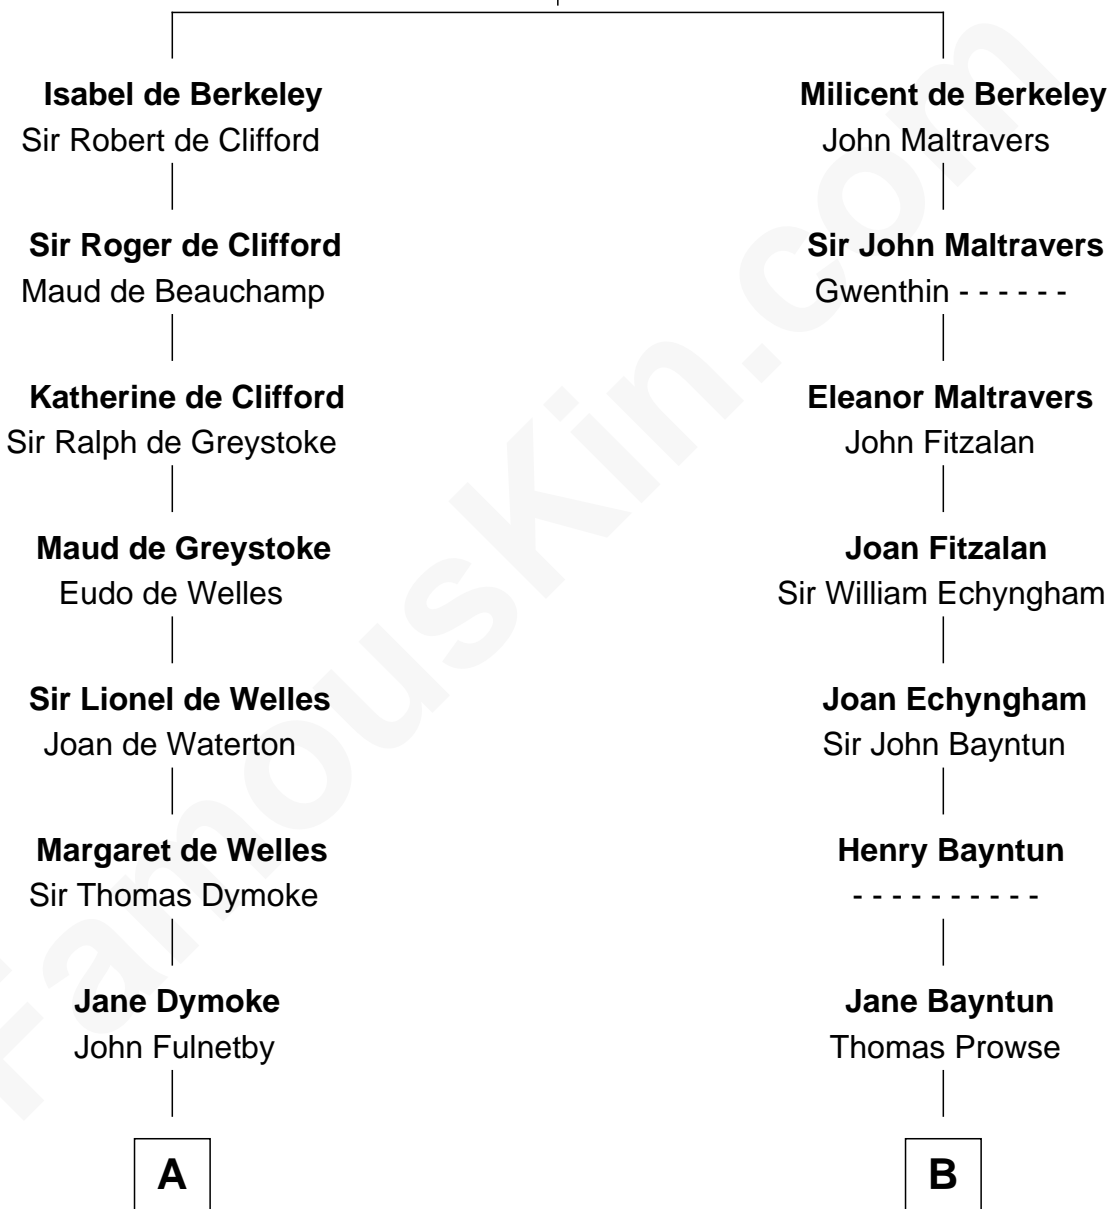 Isabel de Berkeley
Sir Robert de Clifford
Sir Roger de Clifford
Maud de Beauchamp
Katherine de Clifford
Sir Ralph de Greystoke
Maud de Greystoke
Eudo de Welles
Sir Lionel de Welles
Joan de Waterton
Margaret de Welles
Sir Thomas Dymoke
Jane Dymoke
John Fulnetby
A
Milicent de Berkeley
John Maltravers
Sir John Maltravers
Gwenthin - - - - - -
Eleanor Maltravers
John Fitzalan
Joan Fitzalan
Sir William Echyngham
Joan Echyngham
Sir John Bayntun
Henry Bayntun
- - - - - - - - - -
Jane Bayntun
Thomas Prowse
B
FamousKin.com